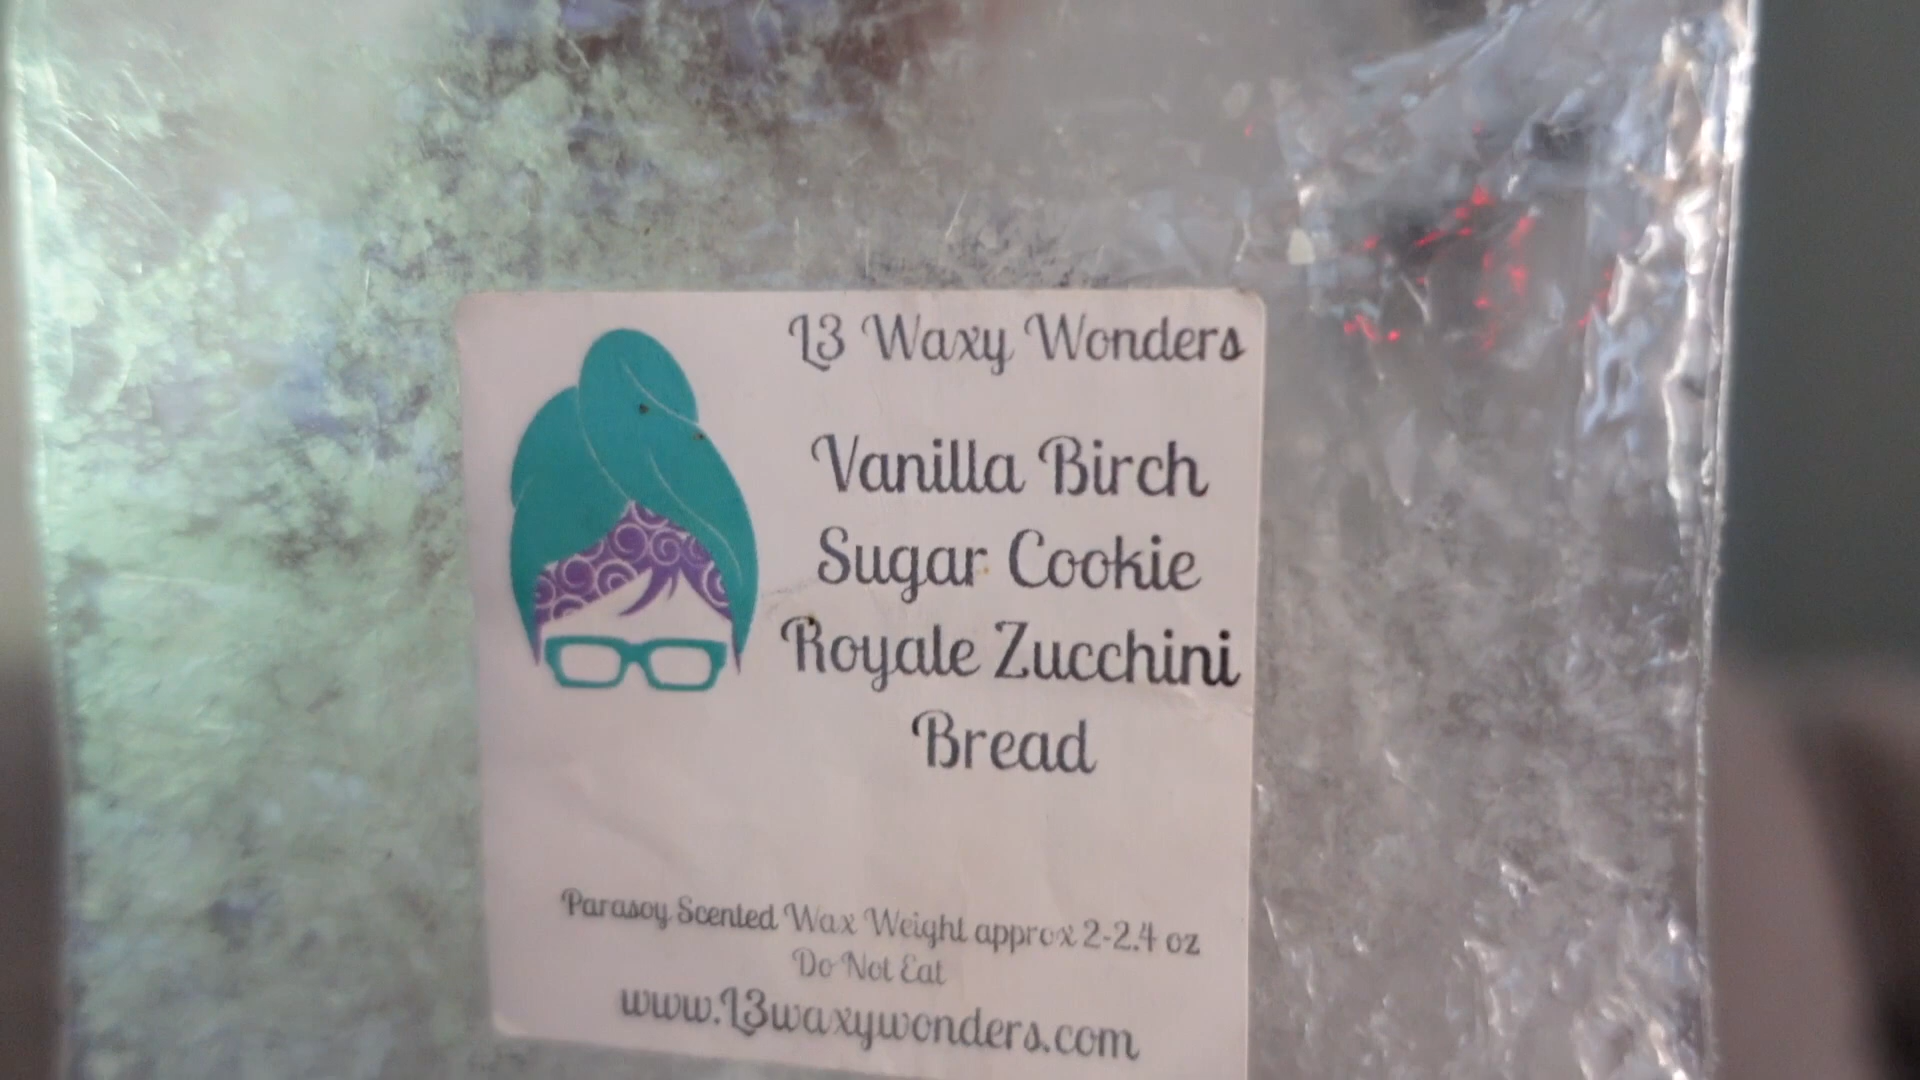 L3 Waxy Wonders
Vanilla Birch
Sugar Cookie
Royale Zucchini
Bread
Parasoy Scented Wax Weight approx 2-2.4 oz
Do Not Eat
www.L3waxywonders.com